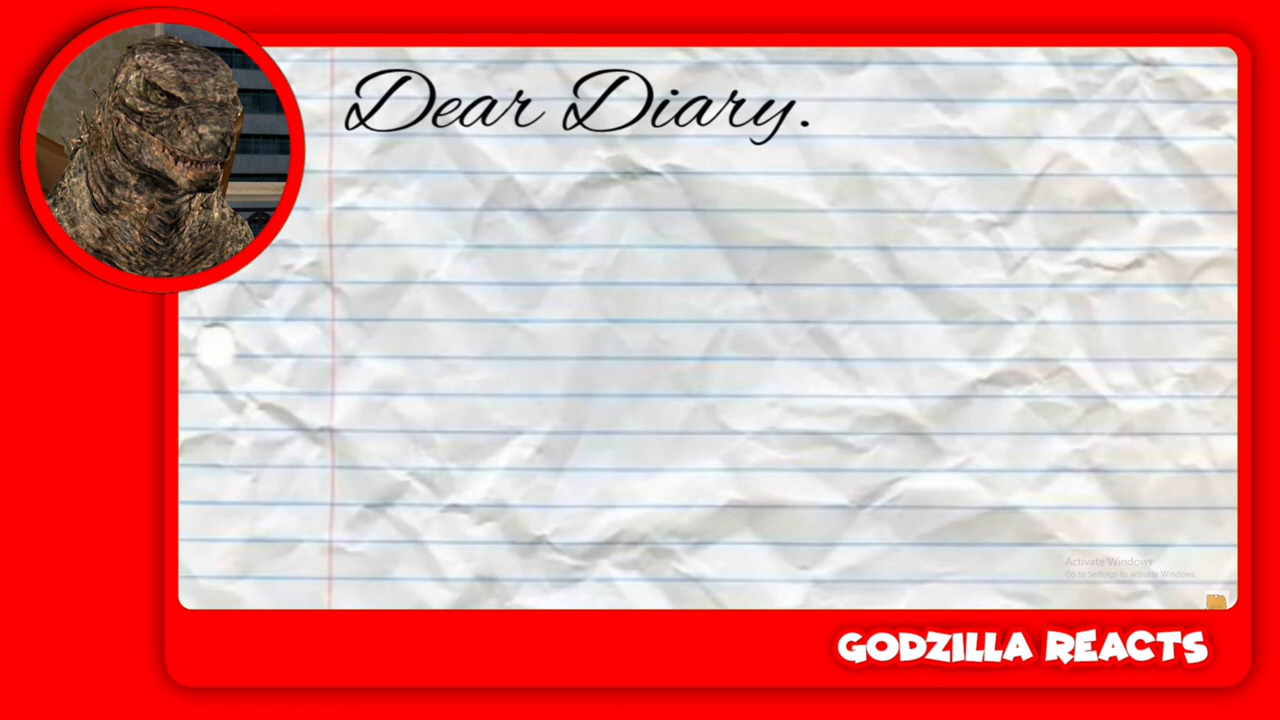 Dear Diary.
Activate Windows
Go to Settings to activate Windows.
GODZILLA REACTS